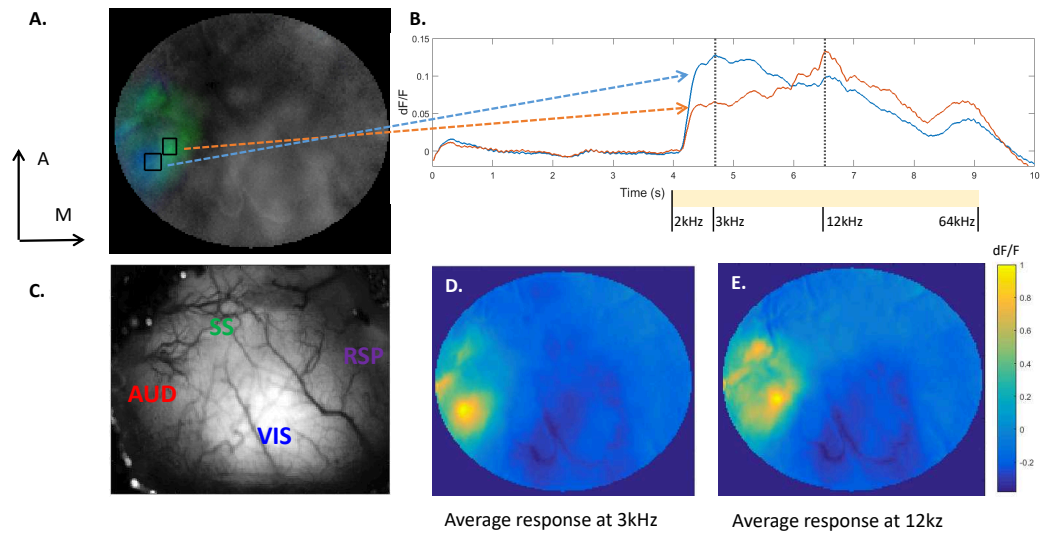 A.
B.
A
M
dF/F
0.15
0.1
0.05
0
0 1 2 3 4 5 6 7 8 9 10
Time (s)
2kHz 3kHz 12kHz 64kHz
C.
SS
RSP
AUD
VIS
D.
E.
dF/F
1
0.8
0.6
0.4
0.2
0
-0.2
Average response at 3kHz
Average response at 12kz